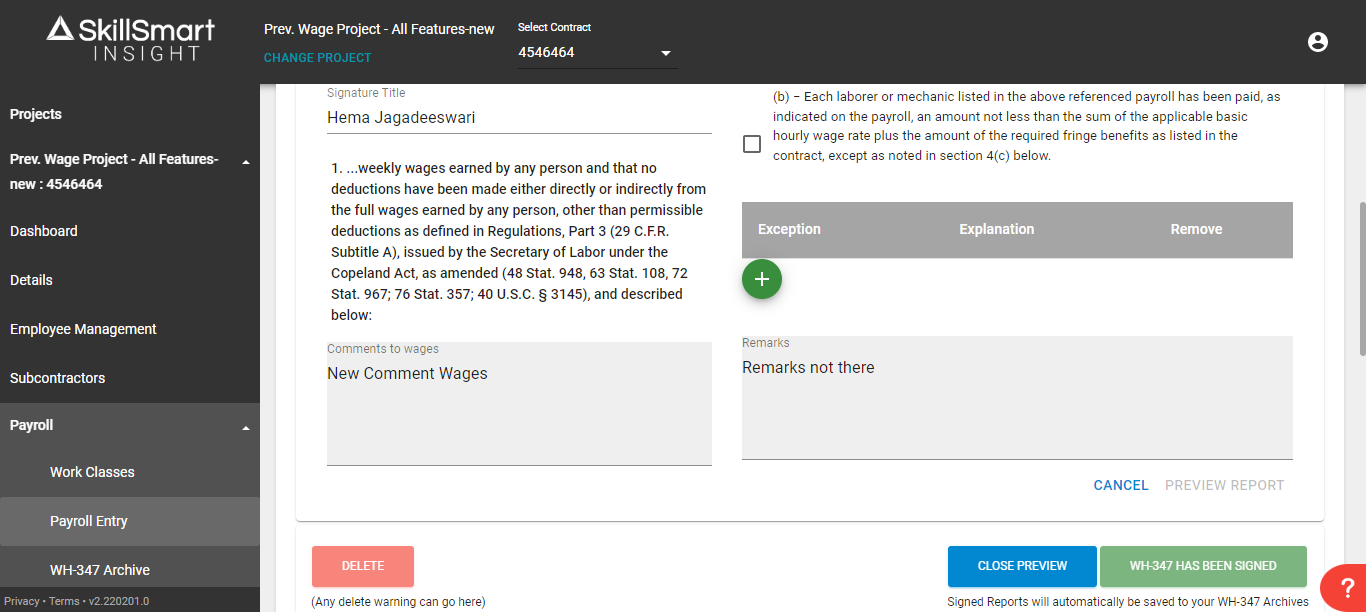 SkillSmart
INSIGHT
Prev. Wage Project - All Features-new
CHANGE PROJECT
Select Contract
4546464
Projects
Prev. Wage Project - All Features-
new : 4546464
Dashboard
Details
Employee Management
Subcontractors
Payroll
Work Classes
Payroll Entry
WH-347 Archive
Privacy • Terms • v2.220201.0
Signature Title
Hema Jagadeeswari
1. ...weekly wages earned by any person and that no
deductions have been made either directly or indirectly from
the full wages earned by any person, other than permissible
deductions as defined in Regulations, Part 3 (29 C.F.R.
Subtitle A), issued by the Secretary of Labor under the
Copeland Act, as amended (48 Stat. 948, 63 Stat. 108, 72
Stat. 967; 76 Stat. 357; 40 U.S.C. § 3145), and described
below:
Comments to wages
New Comment Wages
(b) – Each laborer or mechanic listed in the above referenced payroll has been paid, as
indicated on the payroll, an amount not less than the sum of the applicable basic
hourly wage rate plus the amount of the required fringe benefits as listed in the
contract, except as noted in section 4(c) below.
Exception Explanation Remove
+
Remarks
Remarks not there
CANCEL PREVIEW REPORT
DELETE
(Any delete warning can go here)
CLOSE PREVIEW WH-347 HAS BEEN SIGNED
Signed Reports will automatically be saved to your WH-347 Archives
?